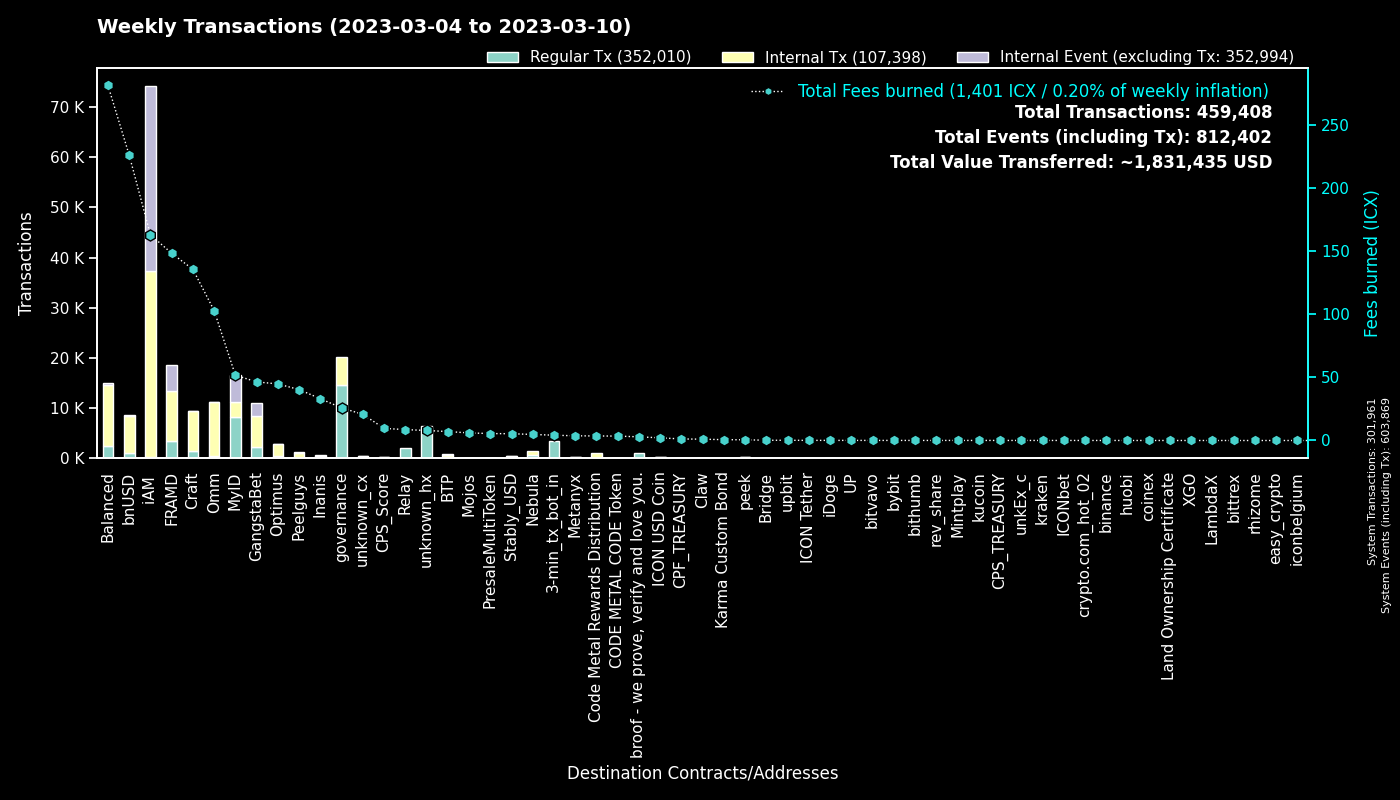 Weekly Transactions (2023-03-04 to 2023-03-10)
Regular Tx (352,010)
Internal Tx (107,398)
Internal Event (excluding Tx: 352,994)
Total Fees burned (1,401 ICX / 0.20% of weekly inflation)
Total Transactions: 459,408
Total Events (including Tx): 812,402
Total Value Transferred: ~1,831,435 USD
Transactions
70 K
60 K
50 K
40 K
30 K
20 K
10 K
0 K
250
200
150
100
50
0
Fees burned (ICX)
Balanced
bnUSD
iAM
FRAMD
Craft
Omm
MyID
GangstaBet
Optimus
Peelguys
Inanis
governance
unknown_cx
CPS_Score
Relay
unknown_hx
BTP
Mojos
PresaleMultiToken
Stably_USD
Nebula
3-min_tx_bot_in
Metanyx
Code Metal Rewards Distribution
CODE METAL CODE Token
broof - we prove, verify and love you.
ICON USD Coin
CPF_TREASURY
Claw
Karma Custom Bond
peek
Bridge
upbit
ICON Tether
iDoge
UP
bitvavo
bybit
bithumb
rev_share
Mintplay
kucoin
CPS_TREASURY
unkEx_c
kraken
ICONbet
crypto.com_hot_02
binance
huobi
coinex
Land Ownership Certificate
XGO
LambdaX
bittrex
rhizome
easy_crypto
iconbelgium
Destination Contracts/Addresses
System Transactions: 301,961
System Events (including Tx): 603,869